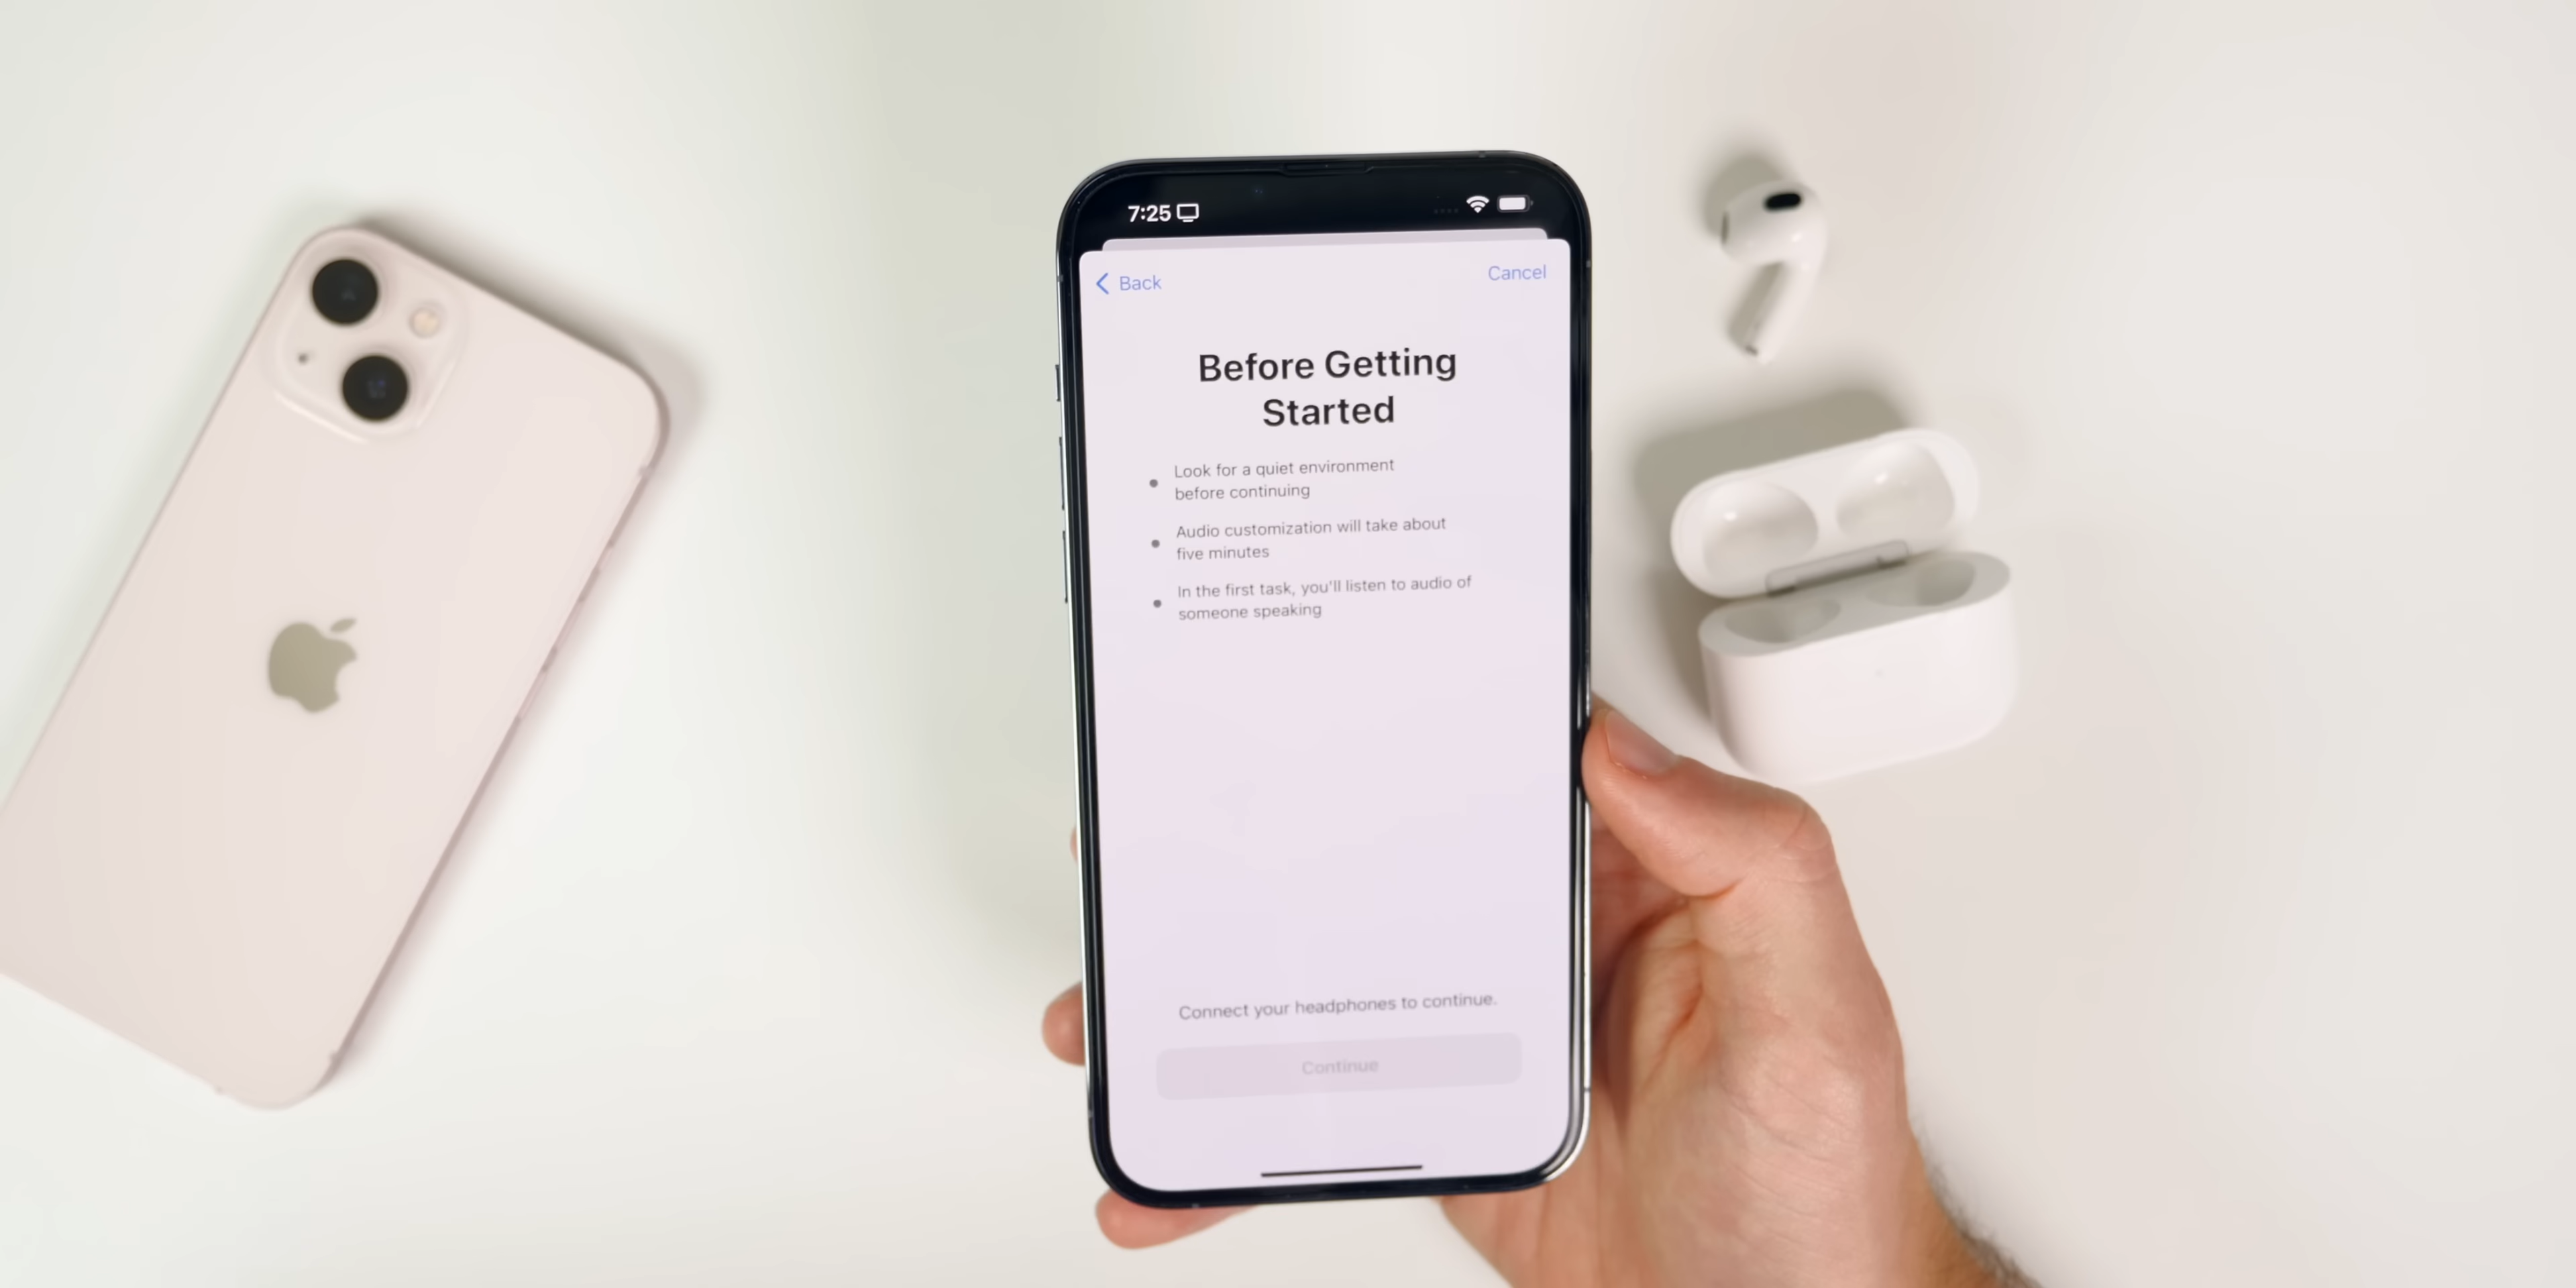 7:25
Back
Cancel
Before Getting
Started
Look for a quiet environment
before continuing
Audio customization will take about
five minutes
In the first task, you'll listen to audio of
someone speaking
Connect your headphones to continue.
Continue